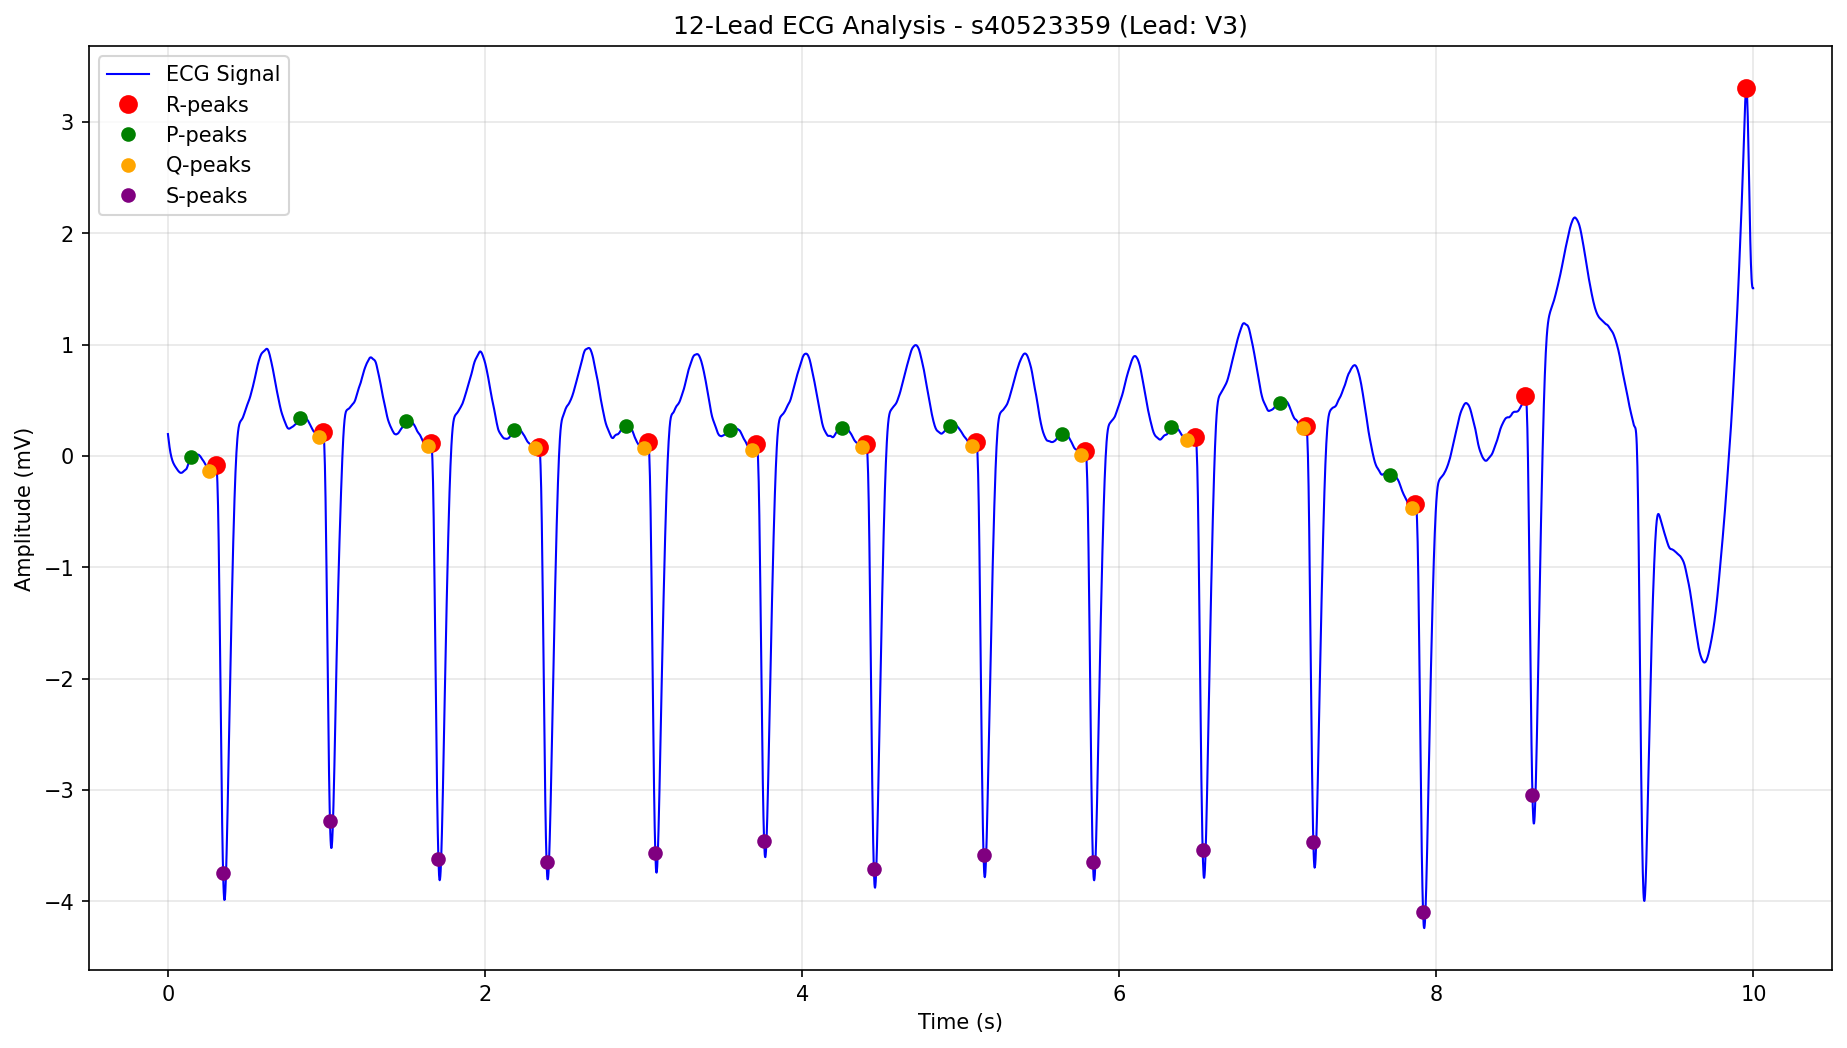 12-Lead ECG Analysis - s40523359 (Lead: V3)
ECG Signal
R-peaks
P-peaks
Q-peaks
S-peaks
3
2
1
0
−1
−2
−3
−4
Amplitude (mV)
0 2 4 6 8 10
Time (s)